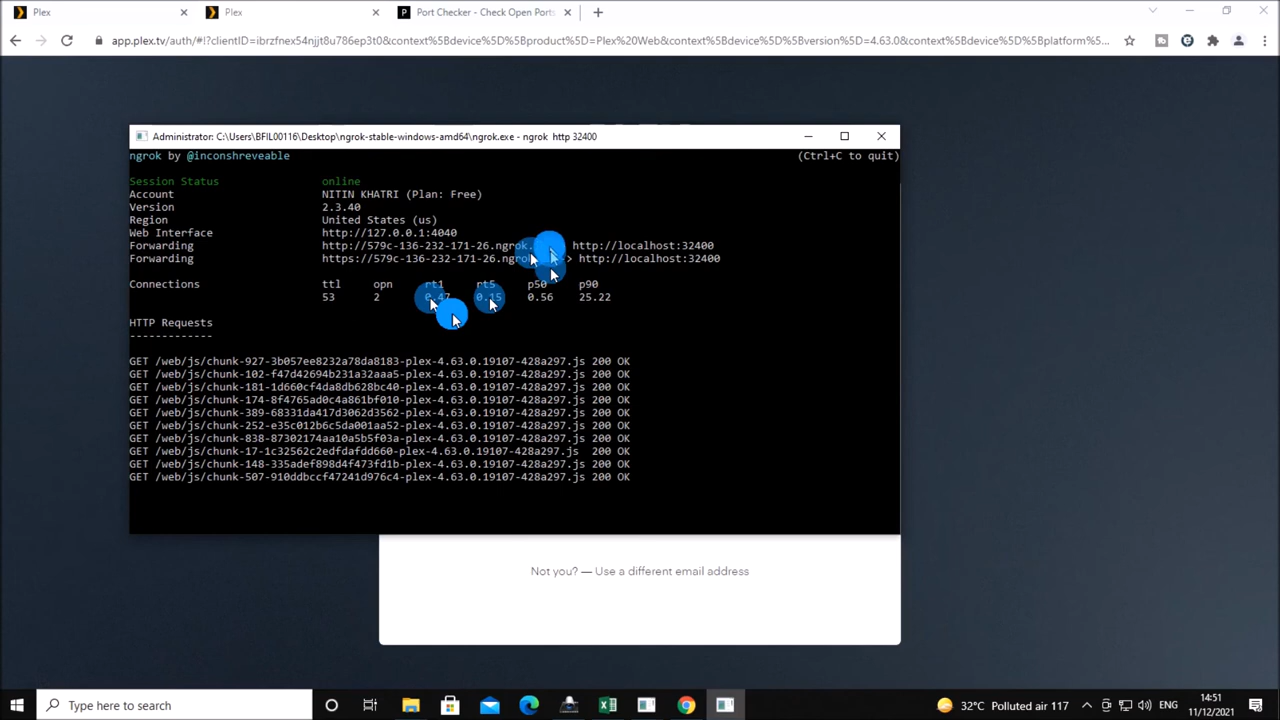 Plex
Plex
Port Checker - Check Open Ports
app.plex.tv/auth/#!?clientID=ibrzfnex54njjt8u786ep3t0&context%5Bdevice%5D%5Bproduct%5D=Plex%20Web&context%5Bdevice%5D%5Bversion%5D=4.63.0&context%5Bdevice%5D%5Bplatform%5D...
Administrator: C:\Users\BFIL00116\Desktop\ngrok-stable-windows-amd64\ngrok.exe - ngrok http 32400
ngrok by @inconshreveable (Ctrl+C to quit)
Session Status online
Account NITIN KHATRI (Plan: Free)
Version 2.3.40
Region United States (us)
Web Interface http://127.0.0.1:4040
Forwarding http://579c-136-232-171-26.ngrok. http://localhost:32400
Forwarding https://579c-136-232-171-26.ngrok -> http://localhost:32400
Connections ttl opn rt1 rt5 p50 p90
53 2 0.47 0.15 0.56 25.22
HTTP Requests
-------------
GET /web/js/chunk-927-3b057ee8232a78da8183-plex-4.63.0.19107-428a297.js 200 OK
GET /web/js/chunk-102-f47d42694b231a32aaa5-plex-4.63.0.19107-428a297.js 200 OK
GET /web/js/chunk-181-1d660cf4da8db628bc40-plex-4.63.0.19107-428a297.js 200 OK
GET /web/js/chunk-174-8f4765a4c4a861bf010-plex-4.63.0.19107-428a297.js 200 OK
GET /web/js/chunk-389-68331da417d3062d3562-plex-4.63.0.19107-428a297.js 200 OK
GET /web/js/chunk-252-e35c012b6c5da001aa52-plex-4.63.0.19107-428a297.js 200 OK
GET /web/js/chunk-838-87302174aa10a5b5f03a-plex-4.63.0.19107-428a297.js 200 OK
GET /web/js/chunk-17-1c32562c2edfdafdd660-plex-4.63.0.19107-428a297.js 200 OK
GET /web/js/chunk-148-335adef898d4f473fd1b-plex-4.63.0.19107-428a297.js 200 OK
GET /web/js/chunk-507-910ddbccf47241d976c4-plex-4.63.0.19107-428a297.js 200 OK
Not you? — Use a different email address
Type here to search
32°C Polluted air 117
ENG
14:51
11/12/2021